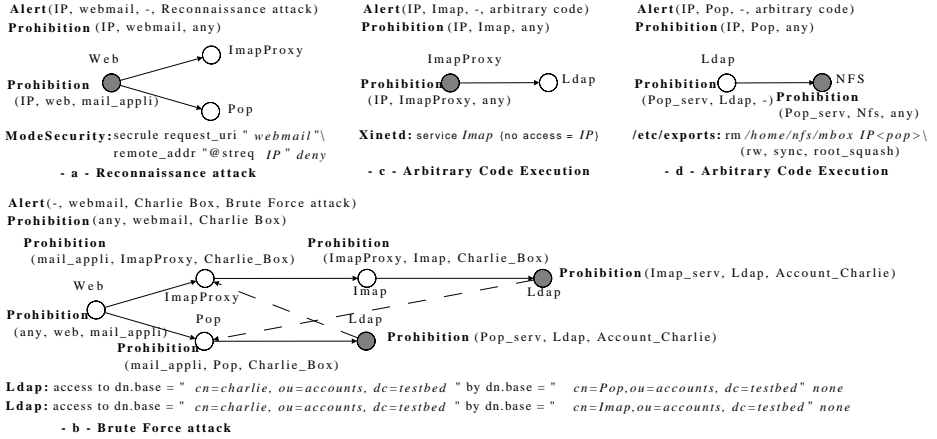 Alert(IP, webmail, -, Reconnaissance attack)
Prohibition (IP, webmail, any)
Web
ImapProxy
Prohibition
(IP, web, mail_appli)
Pop
ModeSecurity: secrule request_uri " webmail "\
remote_addr "@streq IP " deny
- a - Reconnaissance attack
Alert(IP, Imap, -, arbitrary code)
Prohibition (IP, Imap, any)
ImapProxy
Prohibition
Ldap
(IP, ImapProxy, any)
Xinetd: service Imap {no access = IP}
- c - Arbitrary Code Execution
Alert(IP, Pop, -, arbitrary code)
Prohibition (IP, Pop, any)
Ldap
Prohibition
NFS
(Pop_serv, Ldap, -)
Prohibition
(Pop_serv, Nfs, any)
/etc/exports: rm /home/nfs/mbox IP<pop>\
(rw, sync, root_squash)
- d - Arbitrary Code Execution
Alert(-, webmail, Charlie Box, Brute Force attack)
Prohibition (any, webmail, Charlie Box)
Prohibition
(mail_appli, ImapProxy, Charlie_Box)
Prohibition
(ImapProxy, Imap, Charlie_Box)
Prohibition (Imap_serv, Ldap, Account_Charlie)
Web
ImapProxy
Imap
Ldap
Prohibition
(any, web, mail_appli)
Pop
Ldap
Prohibition (Pop_serv, Ldap, Account_Charlie)
Prohibition
(mail_appli, Pop, Charlie_Box)
Ldap: access to dn.base = " cn=charlie, ou=accounts, dc=testbed " by dn.base = " cn=Pop,ou=accounts, dc=testbed " none
Ldap: access to dn.base = " cn=charlie, ou=accounts, dc=testbed " by dn.base = " cn=Imap,ou=accounts, dc=testbed " none
- b - Brute Force attack